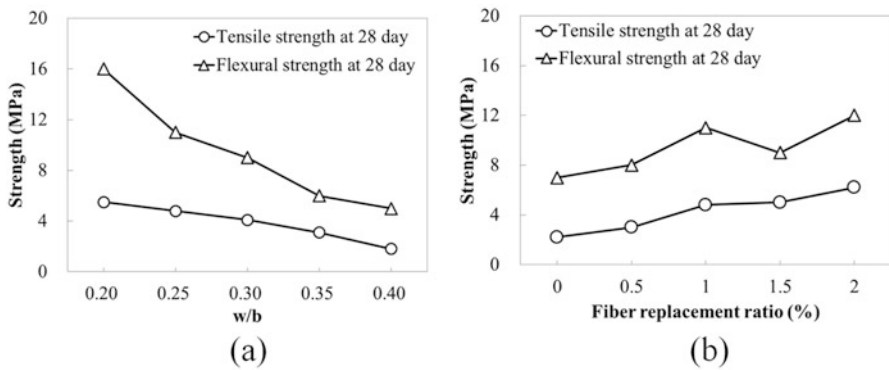 20
16
12
8
4
0
Strength (MPa)
Tensile strength at 28 day
Flexural strength at 28 day
0.20 0.25 0.30 0.35 0.40
w/b
(a)
20
16
12
8
4
0
Strength (MPa)
Tensile strength at 28 day
Flexural strength at 28 day
0 0.5 1 1.5 2
Fiber replacement ratio (%)
(b)